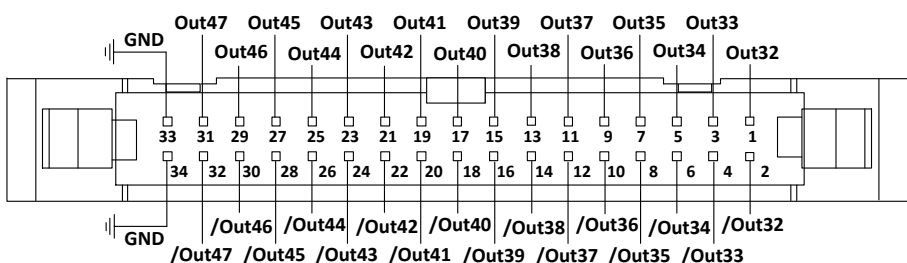 Out47 Out45 Out43 Out41 Out39 Out37 Out35 Out33
GND Out46 Out44 Out42 Out40 Out38 Out36 Out34 Out32
33 31 29 27 25 23 21 19 17 15 13 11 9 7 5 3 1
34 32 30 28 26 24 22 20 18 16 14 12 10 8 6 4 2
GND /Out46 /Out44 /Out42 /Out40 /Out38 /Out36 /Out34 /Out32
/Out47 /Out45 /Out43 /Out41 /Out39 /Out37 /Out35 /Out33